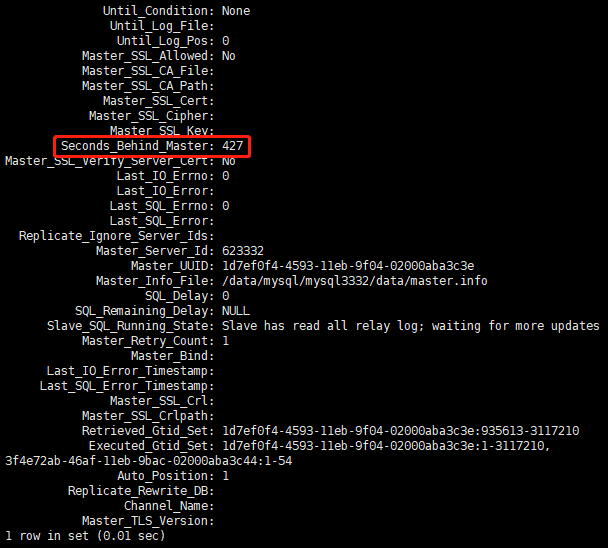 Until_Condition: None
Until_Log_File:
Until_Log_Pos: 0
Master_SSL_Allowed: No
Master_SSL_CA_File:
Master_SSL_CA_Path:
Master_SSL_Cert:
Master_SSL_Cipher:
Master_SSL_Key:
Seconds_Behind_Master: 427
Master_SSL_Verify_Server_Cert: No
Last_IO_Errno: 0
Last_IO_Error:
Last_SQL_Errno: 0
Last_SQL_Error:
Replicate_Ignore_Server_Ids:
Master_Server_Id: 623332
Master_UUID: 1d7ef0f4-4593-11eb-9f04-02000aba3c3e
Master_Info_File: /data/mysql/mysql3332/data/master.info
SQL_Delay: 0
SQL_Remaining_Delay: NULL
Slave_SQL_Running_State: Slave has read all relay log; waiting for more updates
Master_Retry_Count: 1
Master_Bind:
Last_IO_Error_Timestamp:
Last_SQL_Error_Timestamp:
Master_SSL_Crl:
Master_SSL_Crlpath:
Retrieved_Gtid_Set: 1d7ef0f4-4593-11eb-9f04-02000aba3c3e:935613-3117210
Executed_Gtid_Set: 1d7ef0f4-4593-11eb-9f04-02000aba3c3e:1-3117210,
3f4e72ab-46af-11eb-9bac-02000aba3c44:1-54
Auto_Position: 1
Replicate_Rewrite_DB:
Channel_Name:
Master_TLS_Version:
1 row in set (0.01 sec)